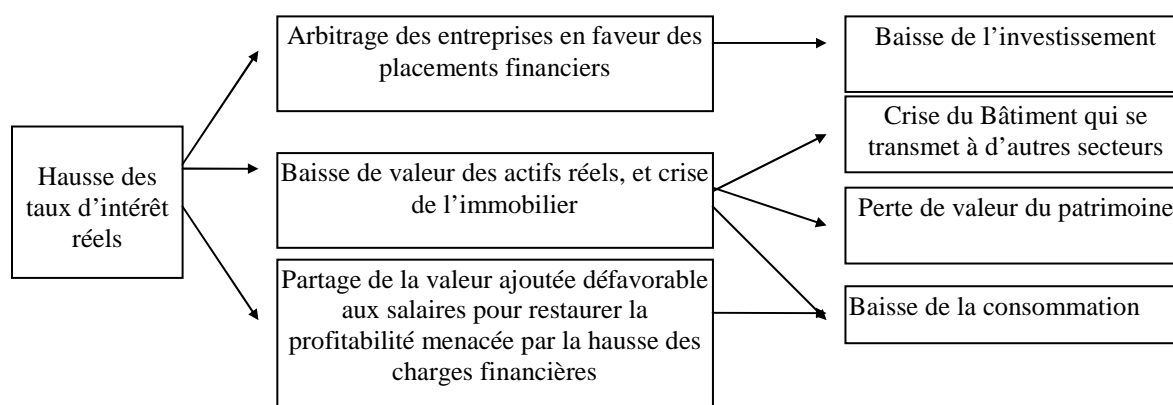 Hausse des
taux d'intérêt
réels
Arbitrage des entreprises en faveur des
placements financiers
Baisse de valeur des actifs réels, et crise
de l'immobilier
Partage de la valeur ajoutée défavorable
aux salaires pour restaurer la
profitabilité menacée par la hausse des
charges financières
Baisse de l'investissement
Crise du Bâtiment qui se
transmet à d'autres secteurs
Perte de valeur du patrimoine
Baisse de la consommation